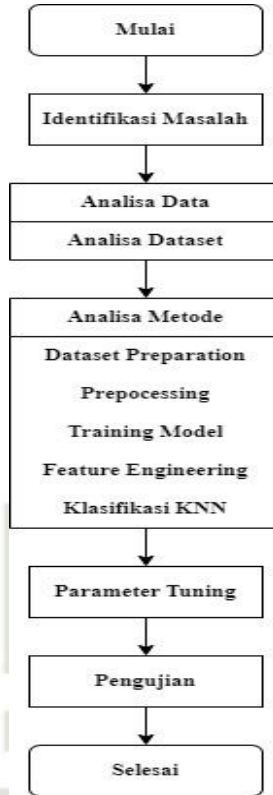 Mulai
Identifikasi Masalah
Analisa Data
Analisa Dataset
Analisa Metode
Dataset Preparation
Prepocessing
Training Model
Feature Engineering
Klasifikasi KNN
Parameter Tuning
Pengujian
Selesai